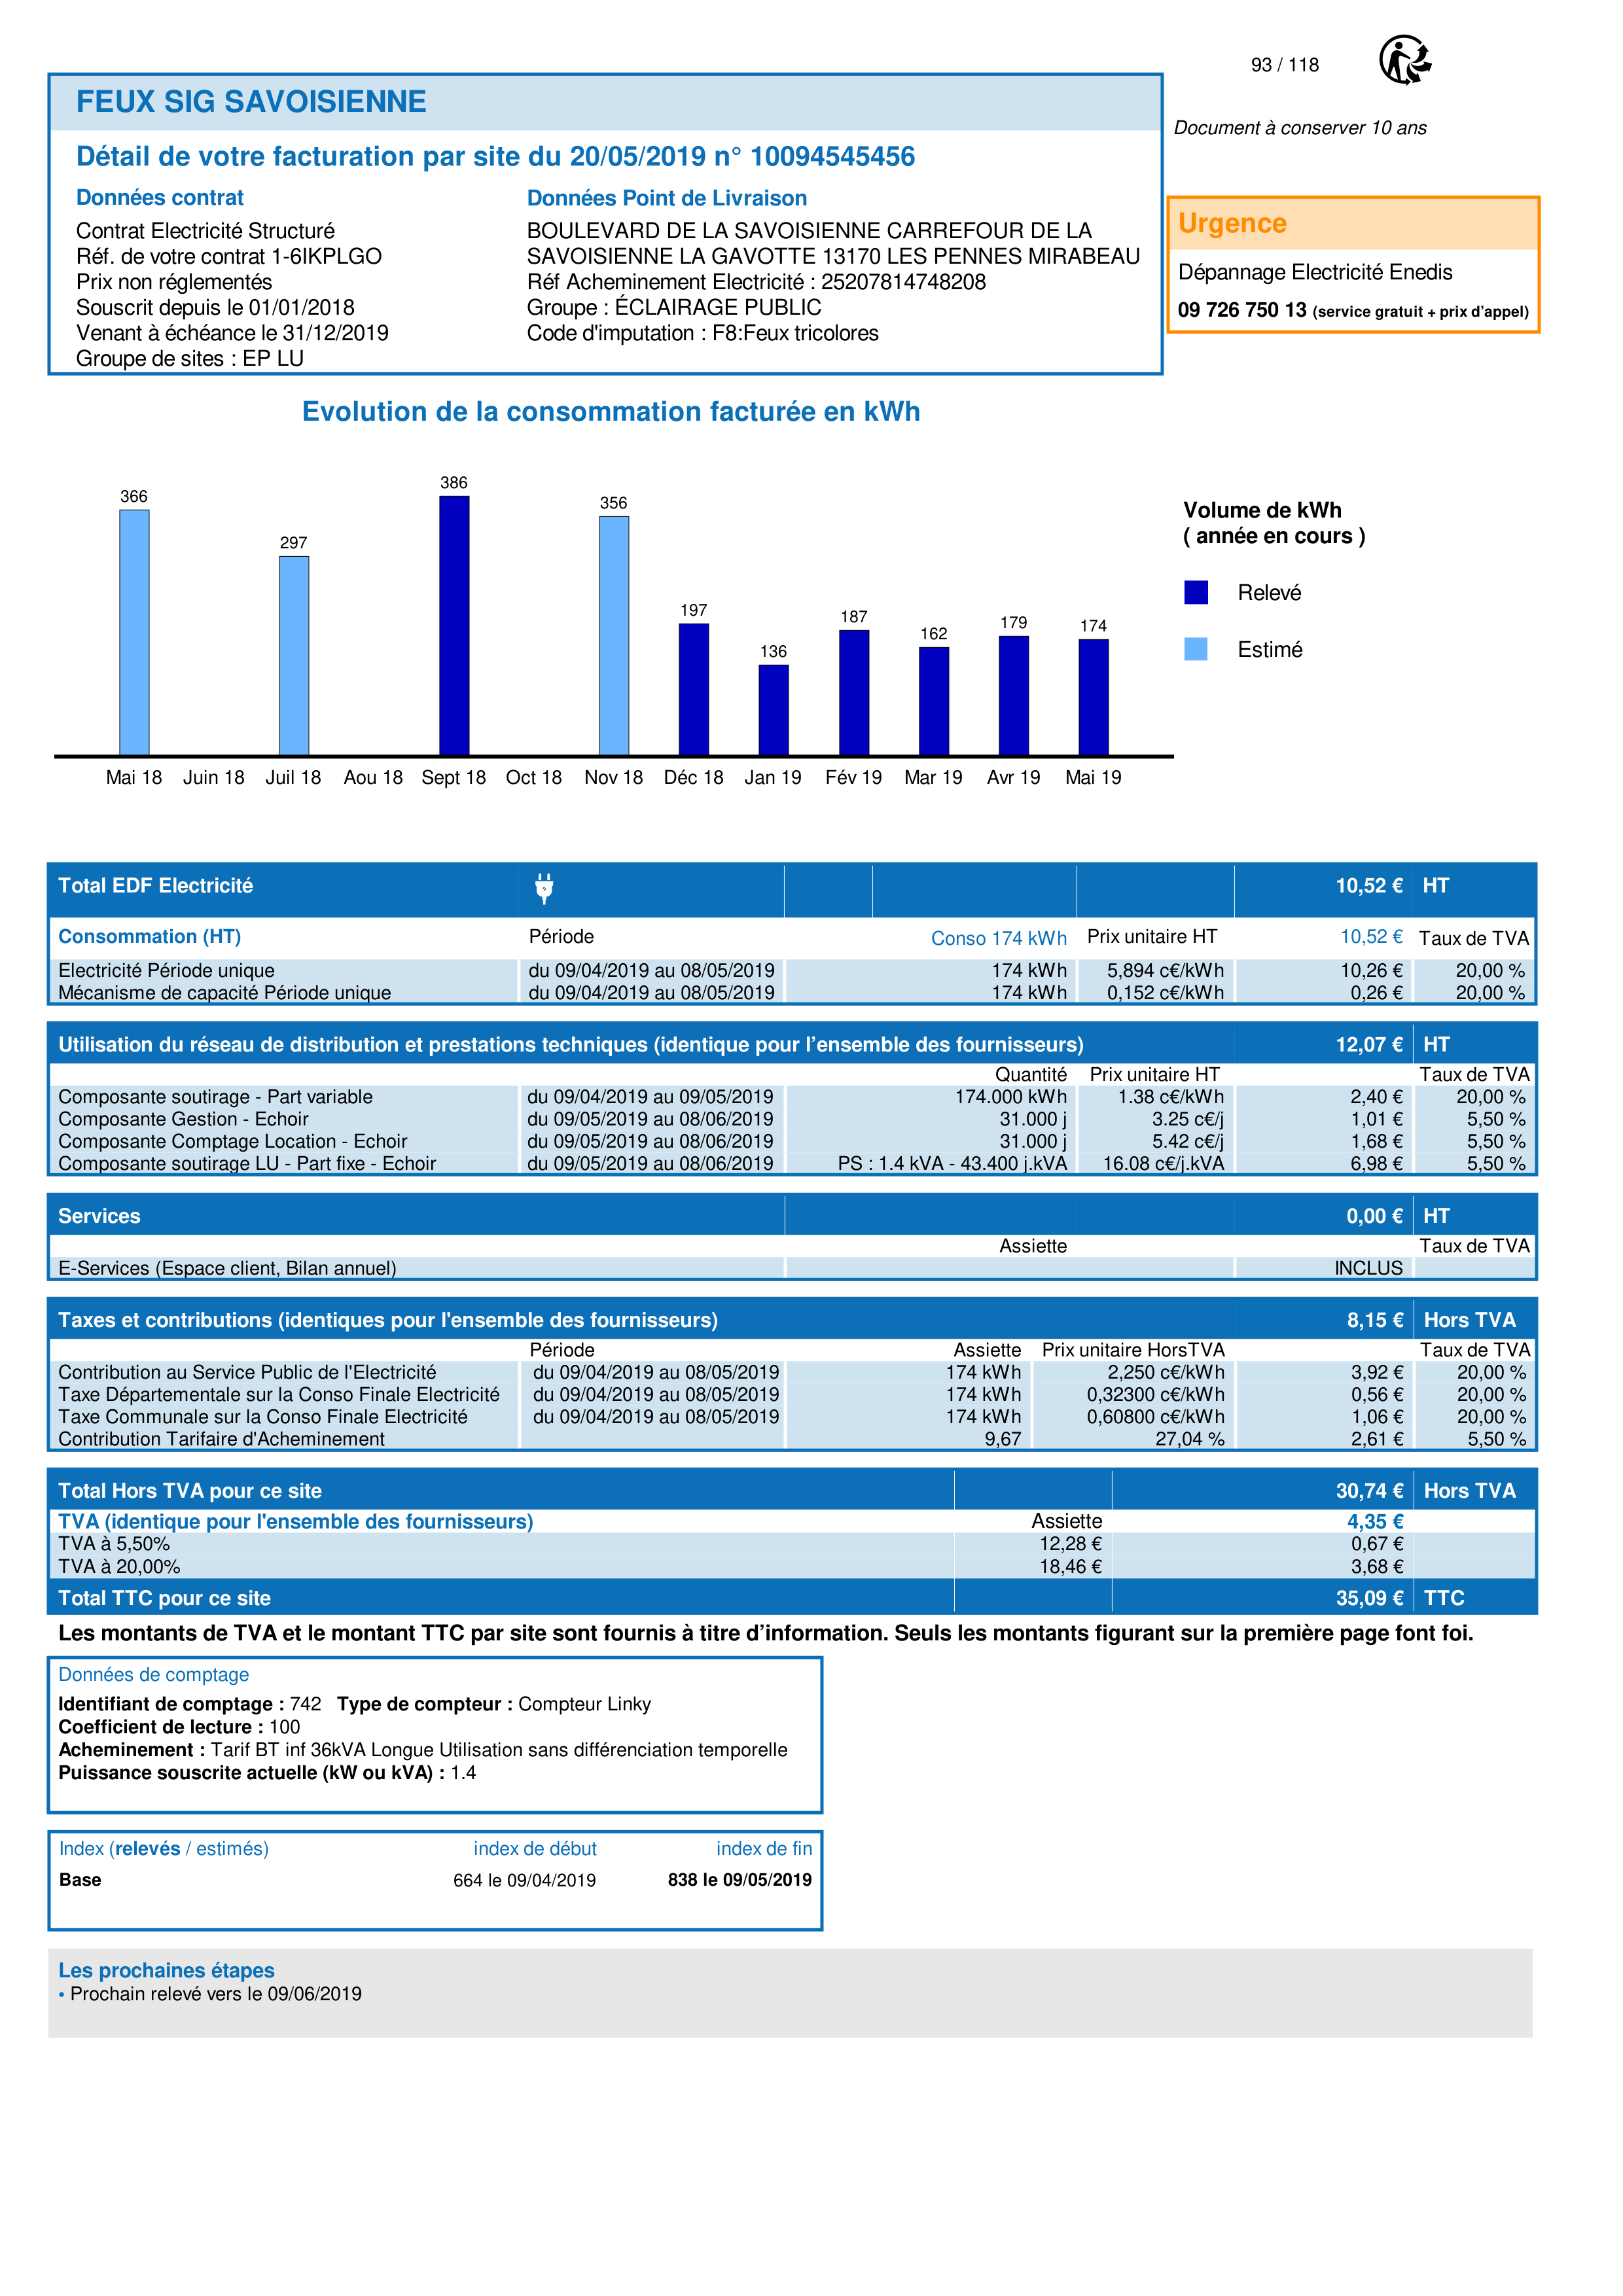 93 / 118
Document à conserver 10 ans
FEUX SIG SAVOISIENNE
Détail de votre facturation par site du 20/05/2019 n° 10094545456
Données contrat
Contrat Electricité Structuré
Réf. de votre contrat 1-6IKPLGO
Prix non réglementés
Souscrit depuis le 01/01/2018
Venant à échéance le 31/12/2019
Groupe de sites : EP LU
Données Point de Livraison
BOULEVARD DE LA SAVOISIENNE CARREFOUR DE LA
SAVOISIENNE LA GAVOTTE 13170 LES PENNES MIRABEAU
Réf Acheminement Electricité : 25207814748208
Groupe : ÉCLAIRAGE PUBLIC
Code d'imputation : F8:Feux tricolores
Urgence
Dépannage Electricité Enedis
09 726 750 13 (service gratuit + prix d'appel)
Evolution de la consommation facturée en kWh
366 297 386 356 197 136 187 162 179 174
Mai 18 Juin 18 Juil 18 Aou 18 Sept 18 Oct 18 Nov 18 Déc 18 Jan 19 Fév 19 Mar 19 Avr 19 Mai 19
Volume de kWh
( année en cours )
Relevé
Estimé
Total EDF Electricité 10,52 € HT
Consommation (HT) Période Conso 174 kWh Prix unitaire HT 10,52 € Taux de TVA
Electricité Période unique du 09/04/2019 au 08/05/2019 174 kWh 5,894 c€/kWh 10,26 € 20,00 %
Mécanisme de capacité Période unique du 09/04/2019 au 08/05/2019 174 kWh 0,152 c€/kWh 0,26 € 20,00 %
Utilisation du réseau de distribution et prestations techniques (identique pour l'ensemble des fournisseurs) 12,07 € HT
Quantité Prix unitaire HT Taux de TVA
Composante soutirage - Part variable du 09/04/2019 au 09/05/2019 174.000 kWh 1.38 c€/kWh 2,40 € 20,00 %
Composante Gestion - Echoir du 09/05/2019 au 08/06/2019 31.000 j 3.25 c€/j 1,01 € 5,50 %
Composante Comptage Location - Echoir du 09/05/2019 au 08/06/2019 31.000 j 5.42 c€/j 1,68 € 5,50 %
Composante soutirage LU - Part fixe - Echoir du 09/05/2019 au 08/06/2019 PS : 1.4 kVA - 43.400 j.kVA 16.08 c€/j.kVA 6,98 € 5,50 %
Services 0,00 € HT
Assiette Taux de TVA
E-Services (Espace client, Bilan annuel) INCLUS
Taxes et contributions (identiques pour l'ensemble des fournisseurs) 8,15 € Hors TVA
Période Assiette Prix unitaire HorsTVA Taux de TVA
Contribution au Service Public de l'Electricité du 09/04/2019 au 08/05/2019 174 kWh 2,250 c€/kWh 3,92 € 20,00 %
Taxe Départementale sur la Conso Finale Electricité du 09/04/2019 au 08/05/2019 174 kWh 0,32300 c€/kWh 0,56 € 20,00 %
Taxe Communale sur la Conso Finale Electricité du 09/04/2019 au 08/05/2019 174 kWh 0,60800 c€/kWh 1,06 € 20,00 %
Contribution Tarifaire d'Acheminement 9,67 27,04 % 2,61 € 5,50 %
Total Hors TVA pour ce site 30,74 € Hors TVA
TVA (identique pour l'ensemble des fournisseurs) Assiette 4,35 €
TVA à 5,50% 12,28 € 0,67 €
TVA à 20,00% 18,46 € 3,68 €
Total TTC pour ce site 35,09 € TTC
Les montants de TVA et le montant TTC par site sont fournis à titre d'information. Seuls les montants figurant sur la première page font foi.
Données de comptage
Identifiant de comptage : 742 Type de compteur : Compteur Linky
Coefficient de lecture : 100
Acheminement : Tarif BT inf 36kVA Longue Utilisation sans différenciation temporelle
Puissance souscrite actuelle (kW ou kVA) : 1.4
Index (relevés / estimés) index de début index de fin
Base 664 le 09/04/2019 838 le 09/05/2019
Les prochaines étapes
• Prochain relevé vers le 09/06/2019